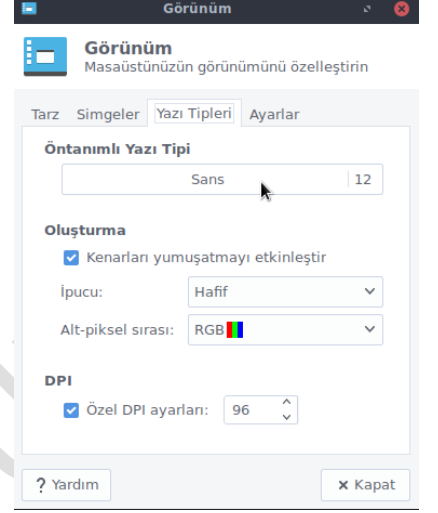 Görünüm
Görünüm
Masaüstünüzün görünümünü özelleştirin
Tarz Simgeler Yazı Tipleri Ayarlar
Öntanımlı Yazı Tipi
Sans 12
Oluşturma
Kenarları yumuşatmayı etkinleştir
İpucu: Hafif
Alt-piksel sırası: RGB
DPI
Özel DPI ayarları: 96
? Yardım × Kapat